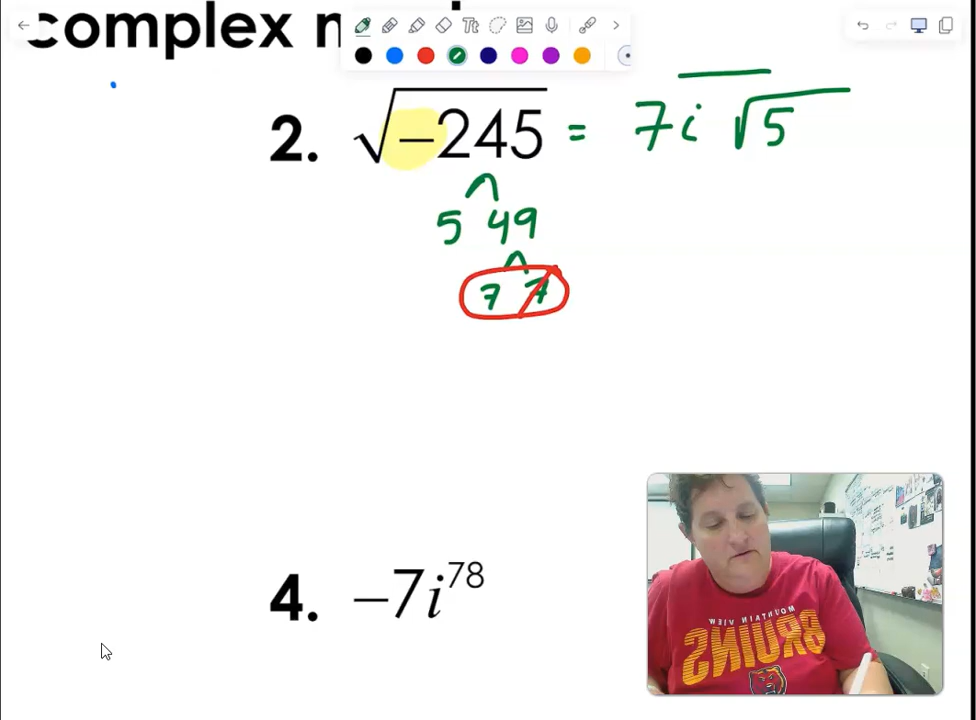 complex n
2. √−245 = 7i √5
5 49
7 7
4. −7i^78
MOUNTAIN VIEW
BRUINS